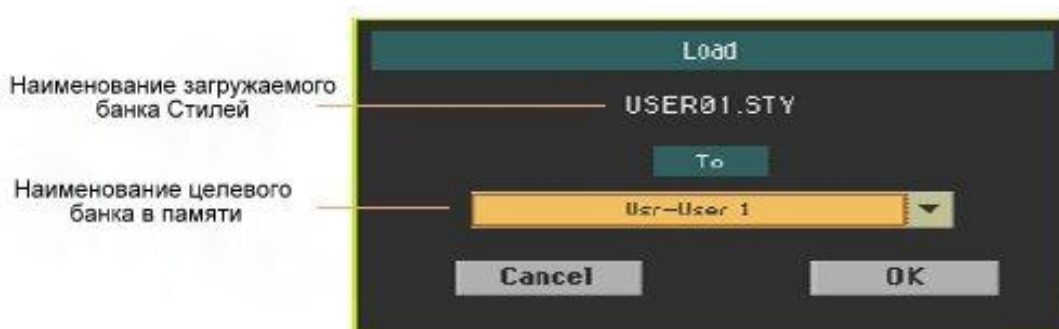 Load
Наименование загружаемого
банка Стилей
USER01.STY
To
Наименование целевого
банка в памяти
Usr-User 1
Cancel
OK